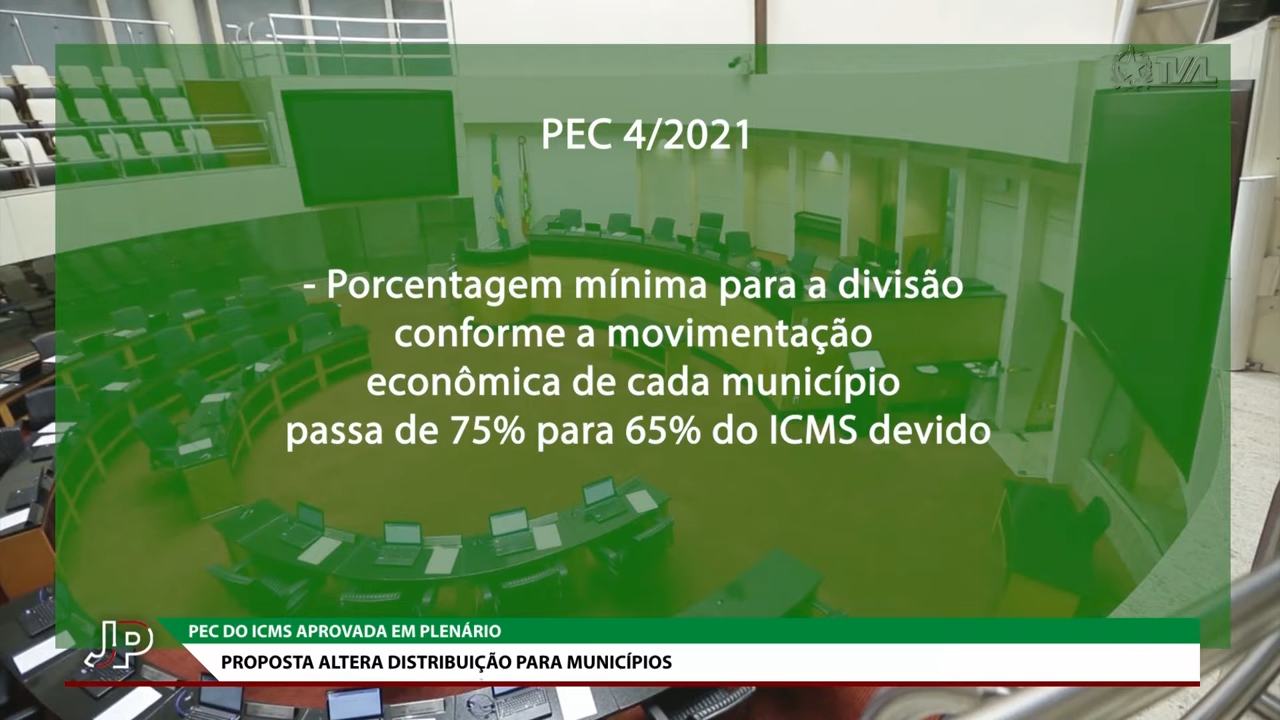 TVAL
PEC 4/2021
- Porcentagem mínima para a divisão
conforme a movimentação
econômica de cada município
passa de 75% para 65% do ICMS devido
JP
PEC DO ICMS APROVADA EM PLENÁRIO
PROPOSTA ALTERA DISTRIBUIÇÃO PARA MUNICÍPIOS